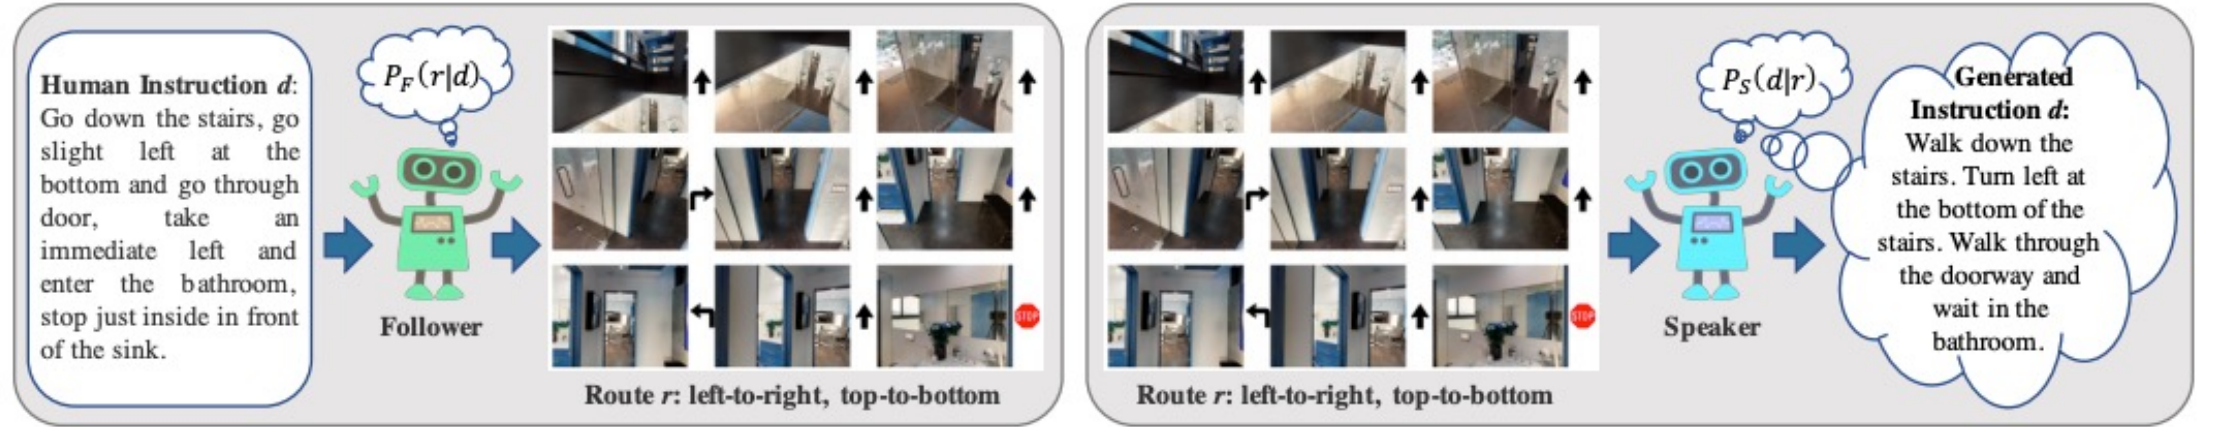 Human Instruction d:
Go down the stairs, go
slight left at the
bottom and go through
door, take an
immediate left and
enter the bathroom,
stop just inside in front
of the sink.
P_F(r|d)
Follower
STOP
Route r: left-to-right, top-to-bottom
STOP
Route r: left-to-right, top-to-bottom
P_S(d|r)
Speaker
Generated
Instruction d:
Walk down the
stairs. Turn left at
the bottom of the
stairs. Walk through
the doorway and
wait in the
bathroom.